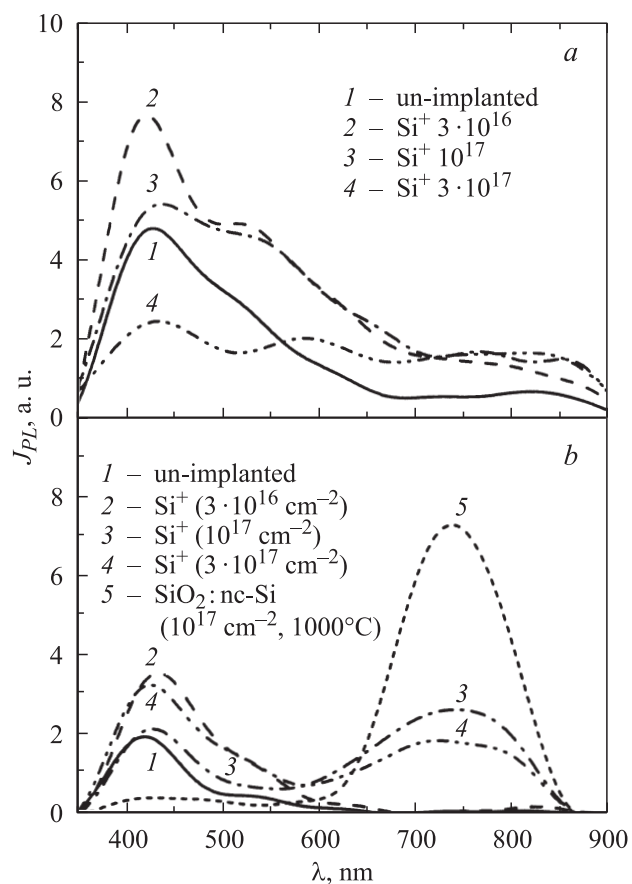 10
8
6
4
2
0
a
1 – un-implanted
2 – Si⁺ 3·10¹⁶
3 – Si⁺ 10¹⁷
4 – Si⁺ 3·10¹⁷
2
3
1
4
J_PL, a. u.
8
6
4
2
0
b
1 – un-implanted
2 – Si⁺ (3·10¹⁶ cm⁻²)
3 – Si⁺ (10¹⁷ cm⁻²)
4 – Si⁺ (3·10¹⁷ cm⁻²)
5 – SiO₂:nc-Si
(10¹⁷ cm⁻², 1000°C)
5
2
4
3
1
3
4
400 500 600 700 800 900
λ, nm